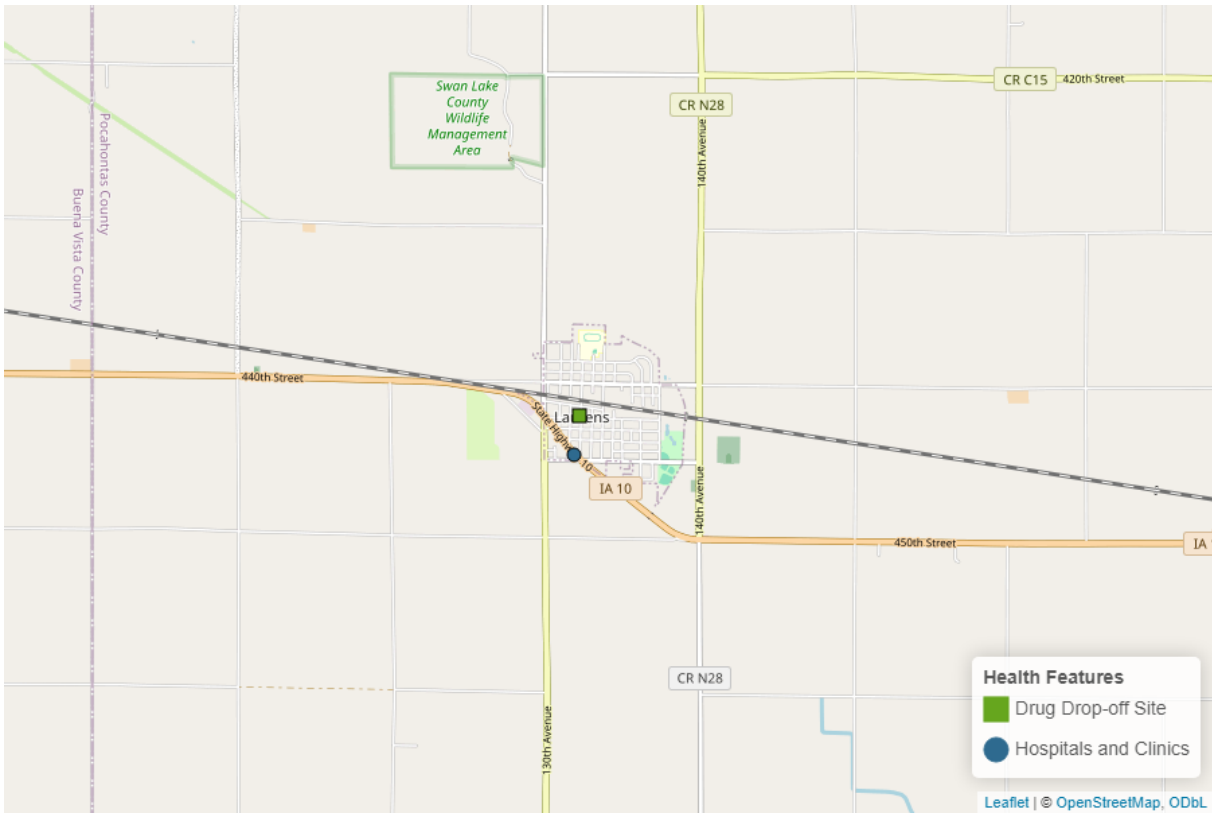 Swan Lake
County
Wildlife
Management
Area
CR C15
420th Street
CR N28
140th Avenue
Pocahontas County
Buena Vista County
440th Street
State High
10
IA 10
140th Avenue
450th Street
IA
CR N28
130th Avenue
Health Features
Drug Drop-off Site
Hospitals and Clinics
Leaflet | © OpenStreetMap, ODbL